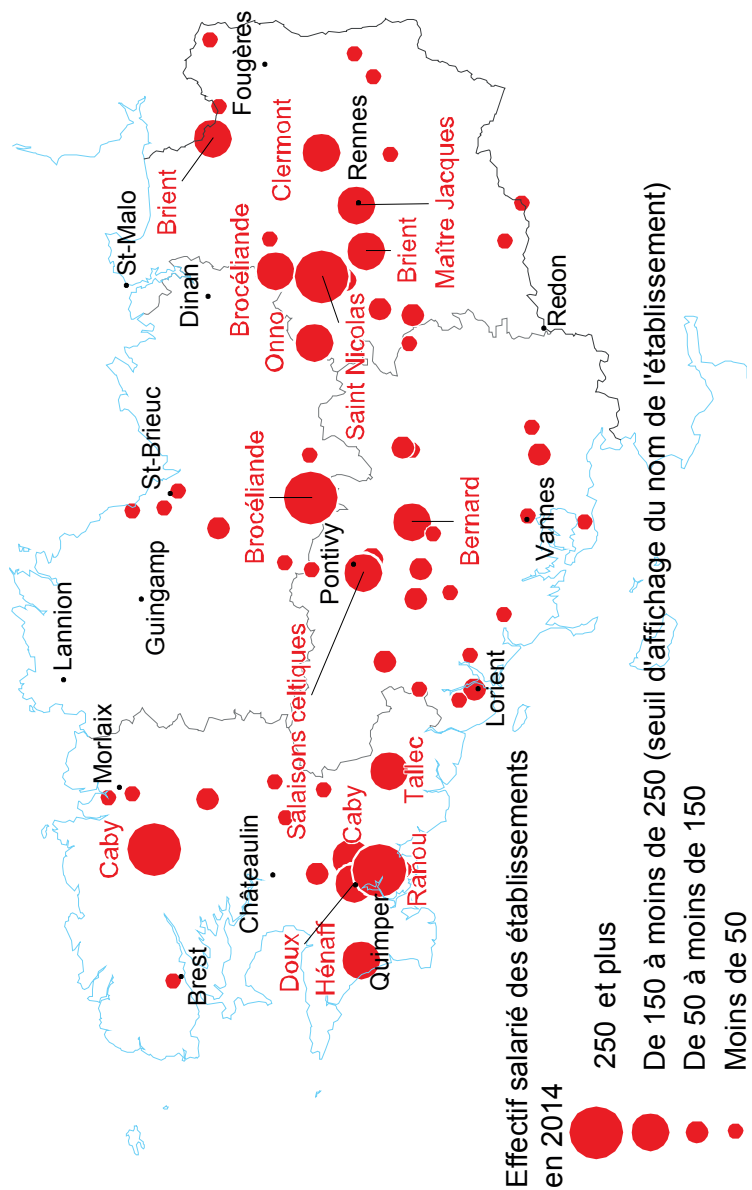 Lannion
Morlaix
Guingamp
St-Brieuc
St-Malo
Caby
Dinan
Brient
Fougères
Brest
Châteaulin
Brocéliande
Brocéliande
Onno
Clermont
Salaisons celtiques
Pontivy
Saint Nicolas
Rennes
Doux
Hénaff
Caby
Quimper
Ranou
Tallec
Bernard
Brient
Maître Jacques
Lorient
Vannes
Redon
Effectif salarié des établissements
en 2014
250 et plus
De 150 à moins de 250 (seuil d'affichage du nom de l'établissement)
De 50 à moins de 150
Moins de 50